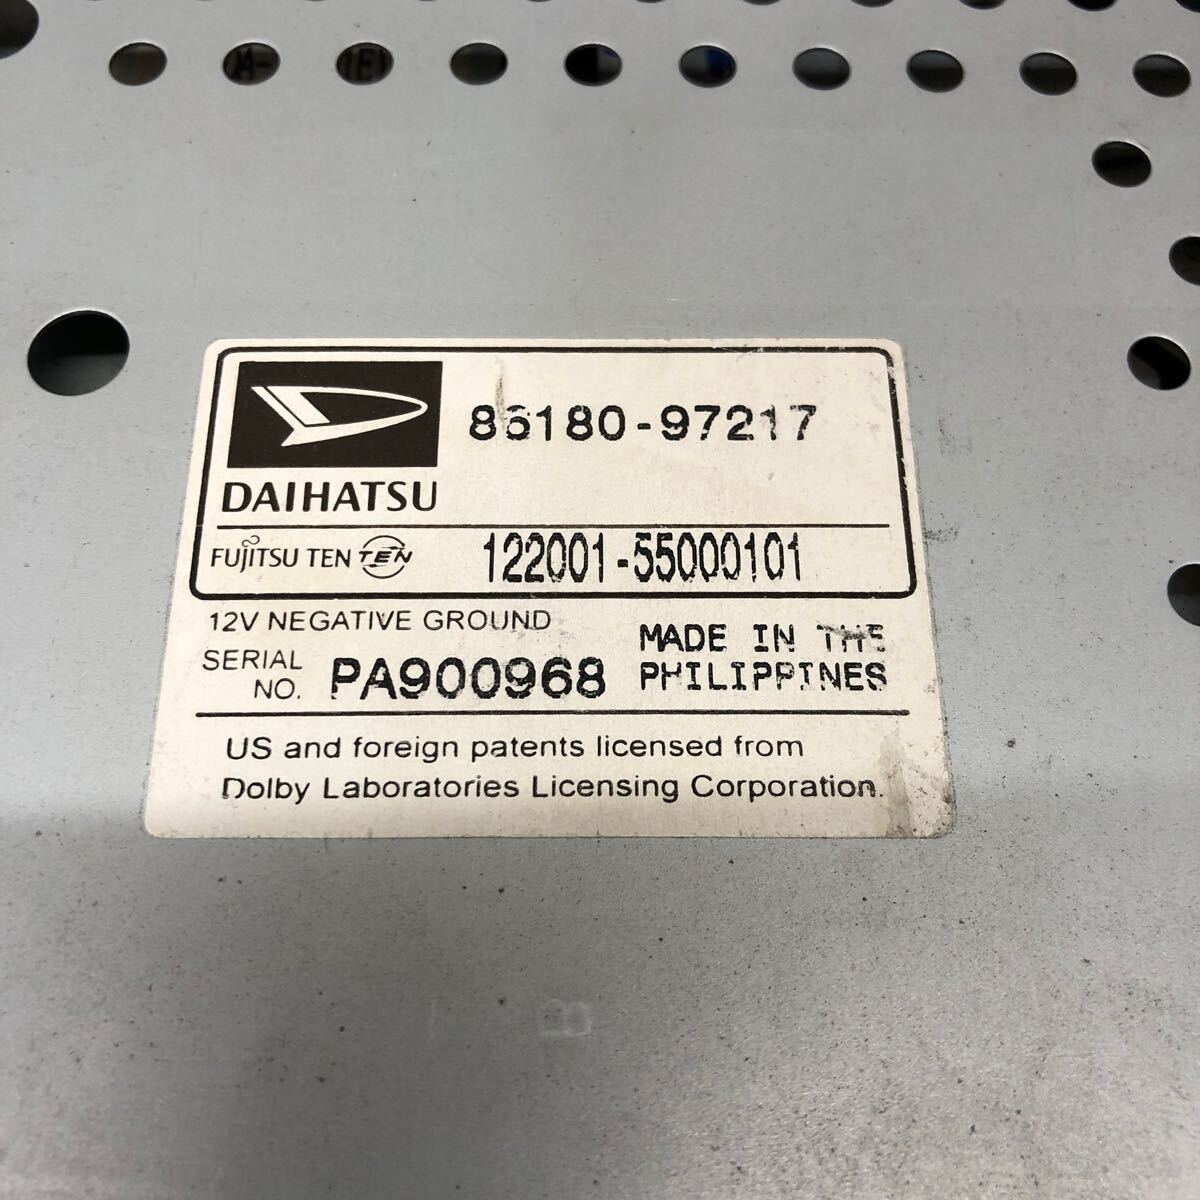 86180-97217
DAIHATSU
FUJITSU TEN TEN
122001-55000101
12V NEGATIVE GROUND
SERIAL NO. PA900968
MADE IN THE
PHILIPPINES
US and foreign patents licensed from
Dolby Laboratories Licensing Corporation.
B